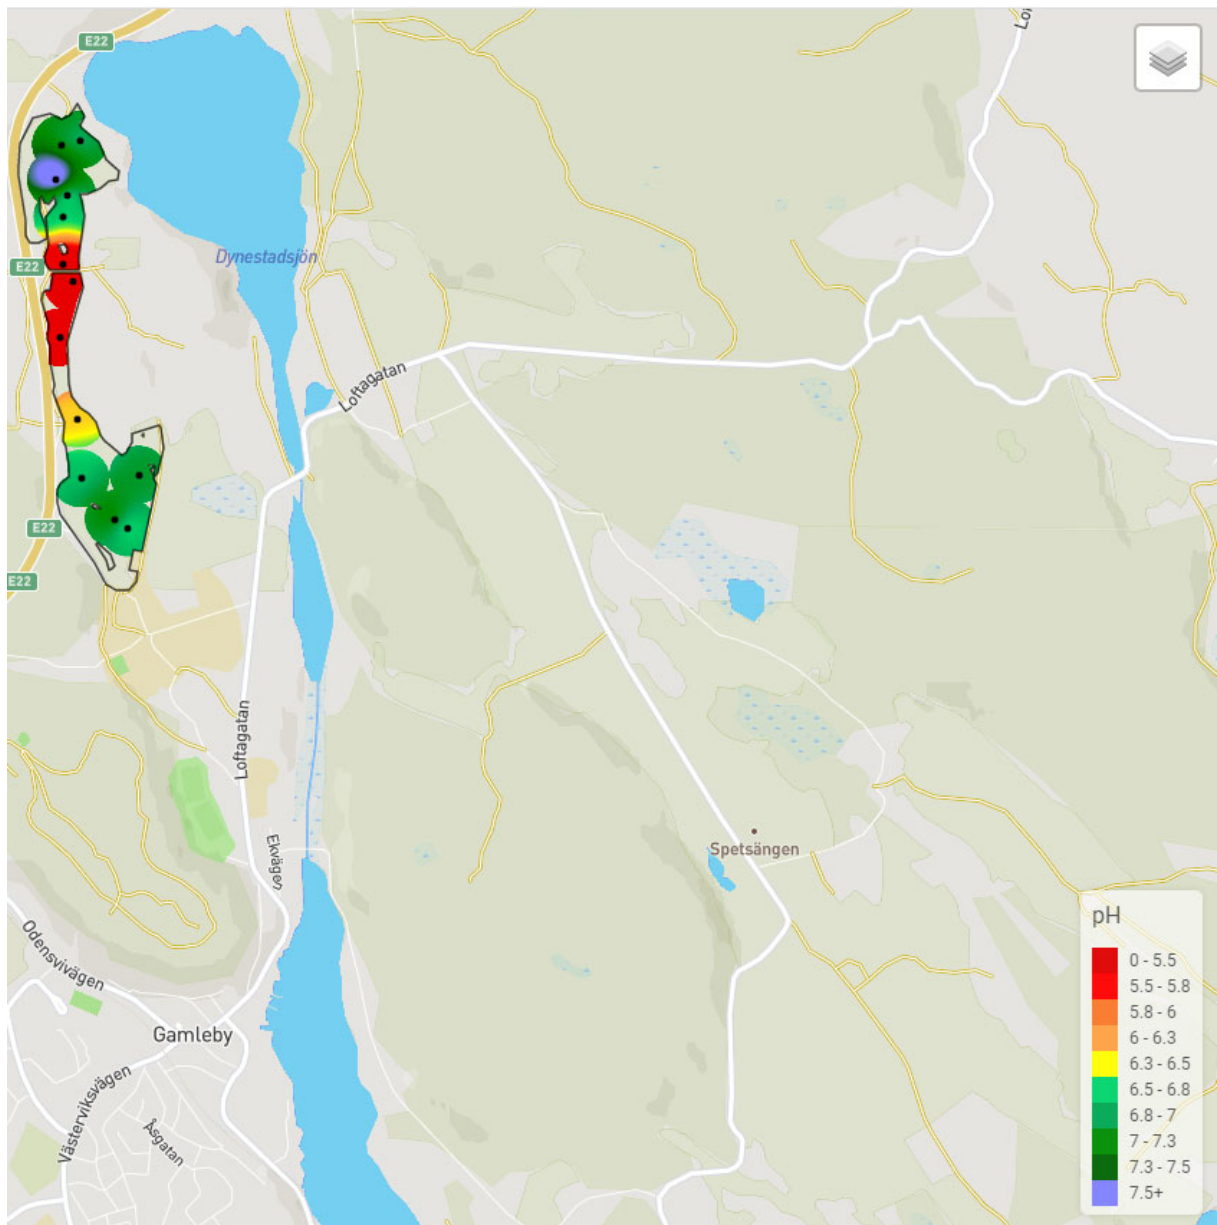 E22
Lo
E22
Dynestadsjön
Loftagatan
E22
E22
Loftagatan
Ekvägen
Spetsängen
Odensvivägen
Gamleby
Västerviksvägen
Åsgatan
pH
0 - 5.5
5.5 - 5.8
5.8 - 6
6 - 6.3
6.3 - 6.5
6.5 - 6.8
6.8 - 7
7 - 7.3
7.3 - 7.5
7.5+